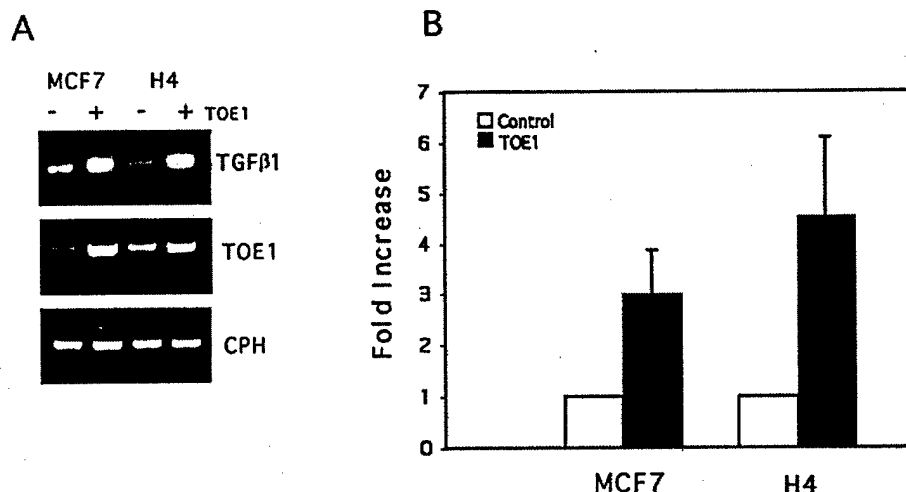 A
MCF7 H4
- + - + TOE1
TGFβ1
TOE1
CPH
B
Fold Increase
7
6
5
4
3
2
1
0
Control
TOE1
MCF7 H4